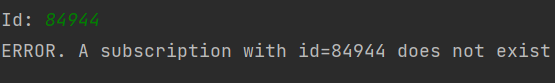 Id: 84944
ERROR. A subscription with id=84944 does not exist